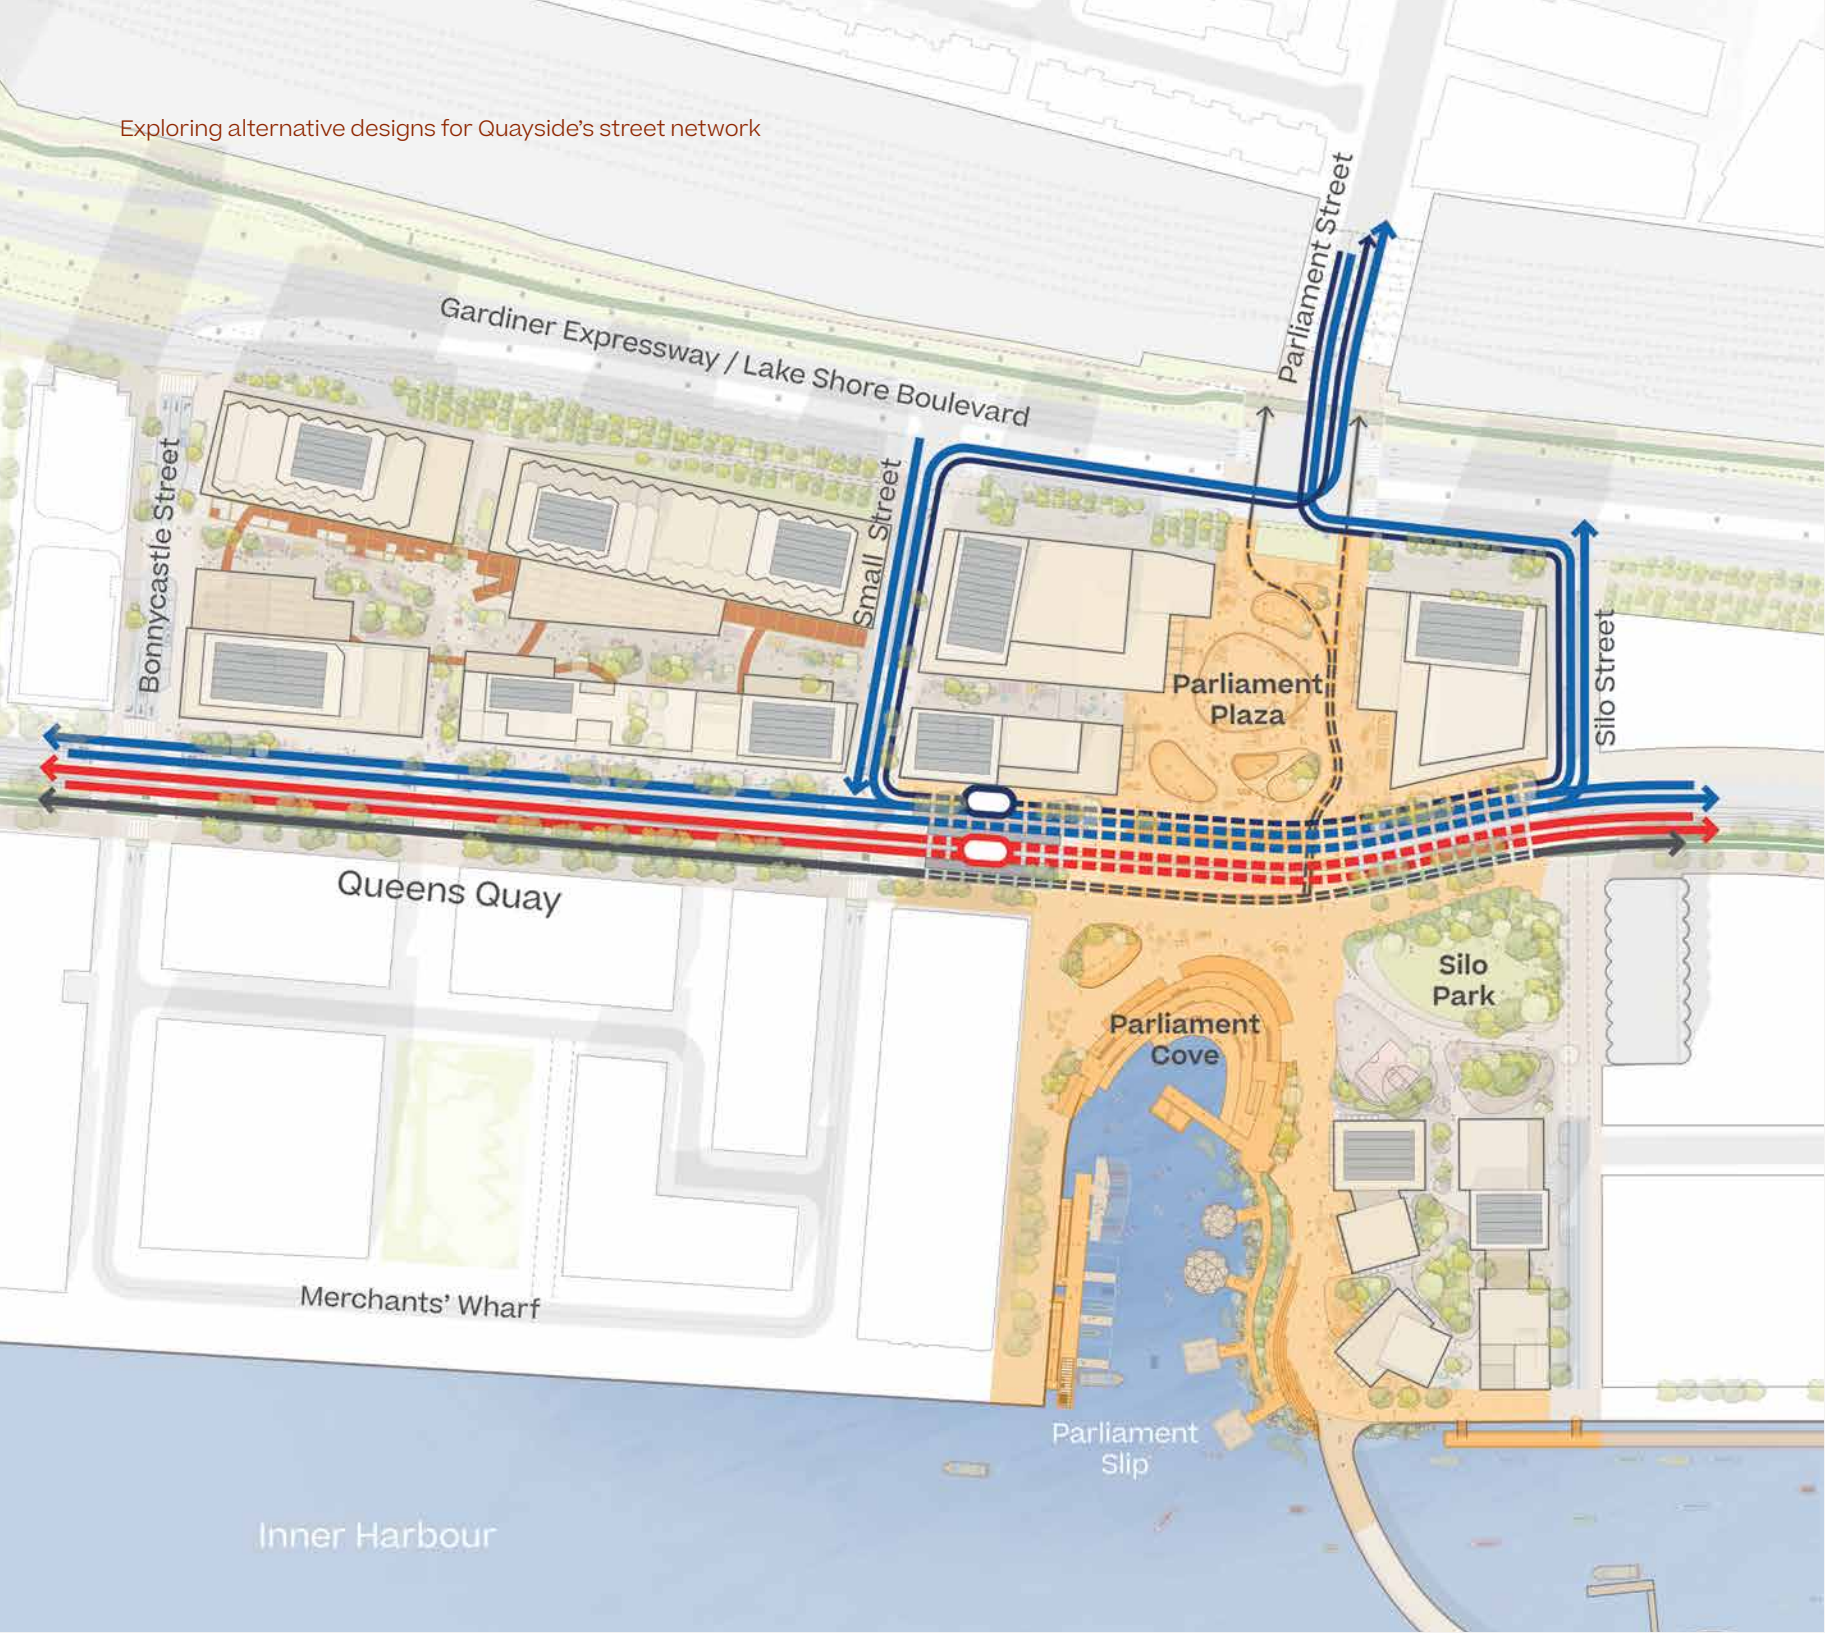 Exploring alternative designs for Quayside's street network
Parliament Street
Gardiner Expressway / Lake Shore Boulevard
Bonnycastle Street
Small Street
Silo Street
Parliament
Plaza
Queens Quay
Silo
Park
Parliament
Cove
Merchants' Wharf
Parliament
Slip
Inner Harbour